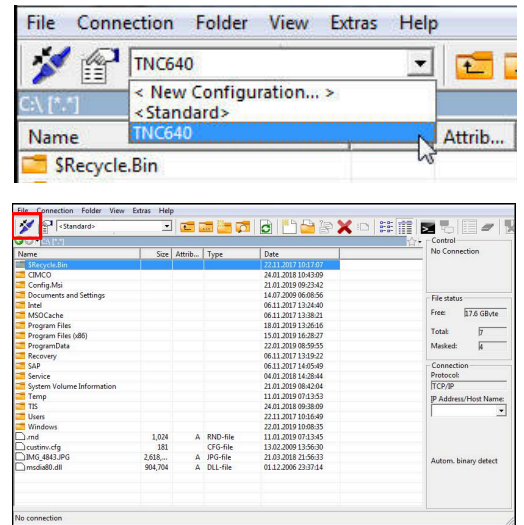 File Connection Folder View Extras Help
TNC640
C:\ [*.*]
< New Configuration... >
<Standard>
Name TNC640 Attrib...
$Recycle.Bin
File Connection Folder View Extras Help
<Standard>
C:\ [*.*]
Control
No Connection
Name Size Attrib... Type Date
$Recycle.Bin 22.11.2017 10:17:07
CIMCO 24.01.2018 10:43:09
Config.Msi 21.01.2019 09:23:42
Documents and Settings 14.07.2009 06:08:56
Intel 06.11.2017 13:24:40
MSOCache 06.11.2017 13:38:21
Program Files 18.01.2019 13:26:16
Program Files (x86) 15.01.2019 16:28:27
ProgramData 22.01.2019 08:59:55
Recovery 06.11.2017 13:19:22
SAP 06.11.2017 14:05:49
Service 04.01.2018 14:28:44
System Volume Information 21.01.2019 08:42:04
Temp 11.01.2019 07:13:53
TIS 24.01.2018 09:38:09
Users 22.11.2017 10:16:49
Windows 22.01.2019 10:08:35
.rnd 1,024 A RND-file 11.01.2019 07:13:45
custinv.cfg 181 CFG-file 13.02.2009 13:56:30
IMG_4843.JPG 2,618,... A JPG-file 21.03.2018 21:56:33
msdia80.dll 904,704 A DLL-file 01.12.2006 23:37:14
File status
Free: 17.6 GByte
Total: 7
Masked: 4
Connection
Protocol:
TCP/IP
IP Address/Host Name:
Autom. binary detect
No connection